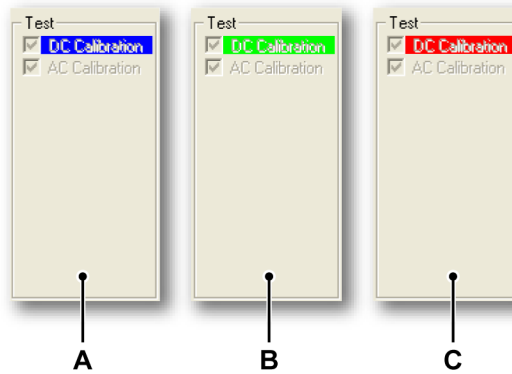 Test
DC Calibration
AC Calibration
Test
DC Calibration
AC Calibration
Test
DC Calibration
AC Calibration
A
B
C